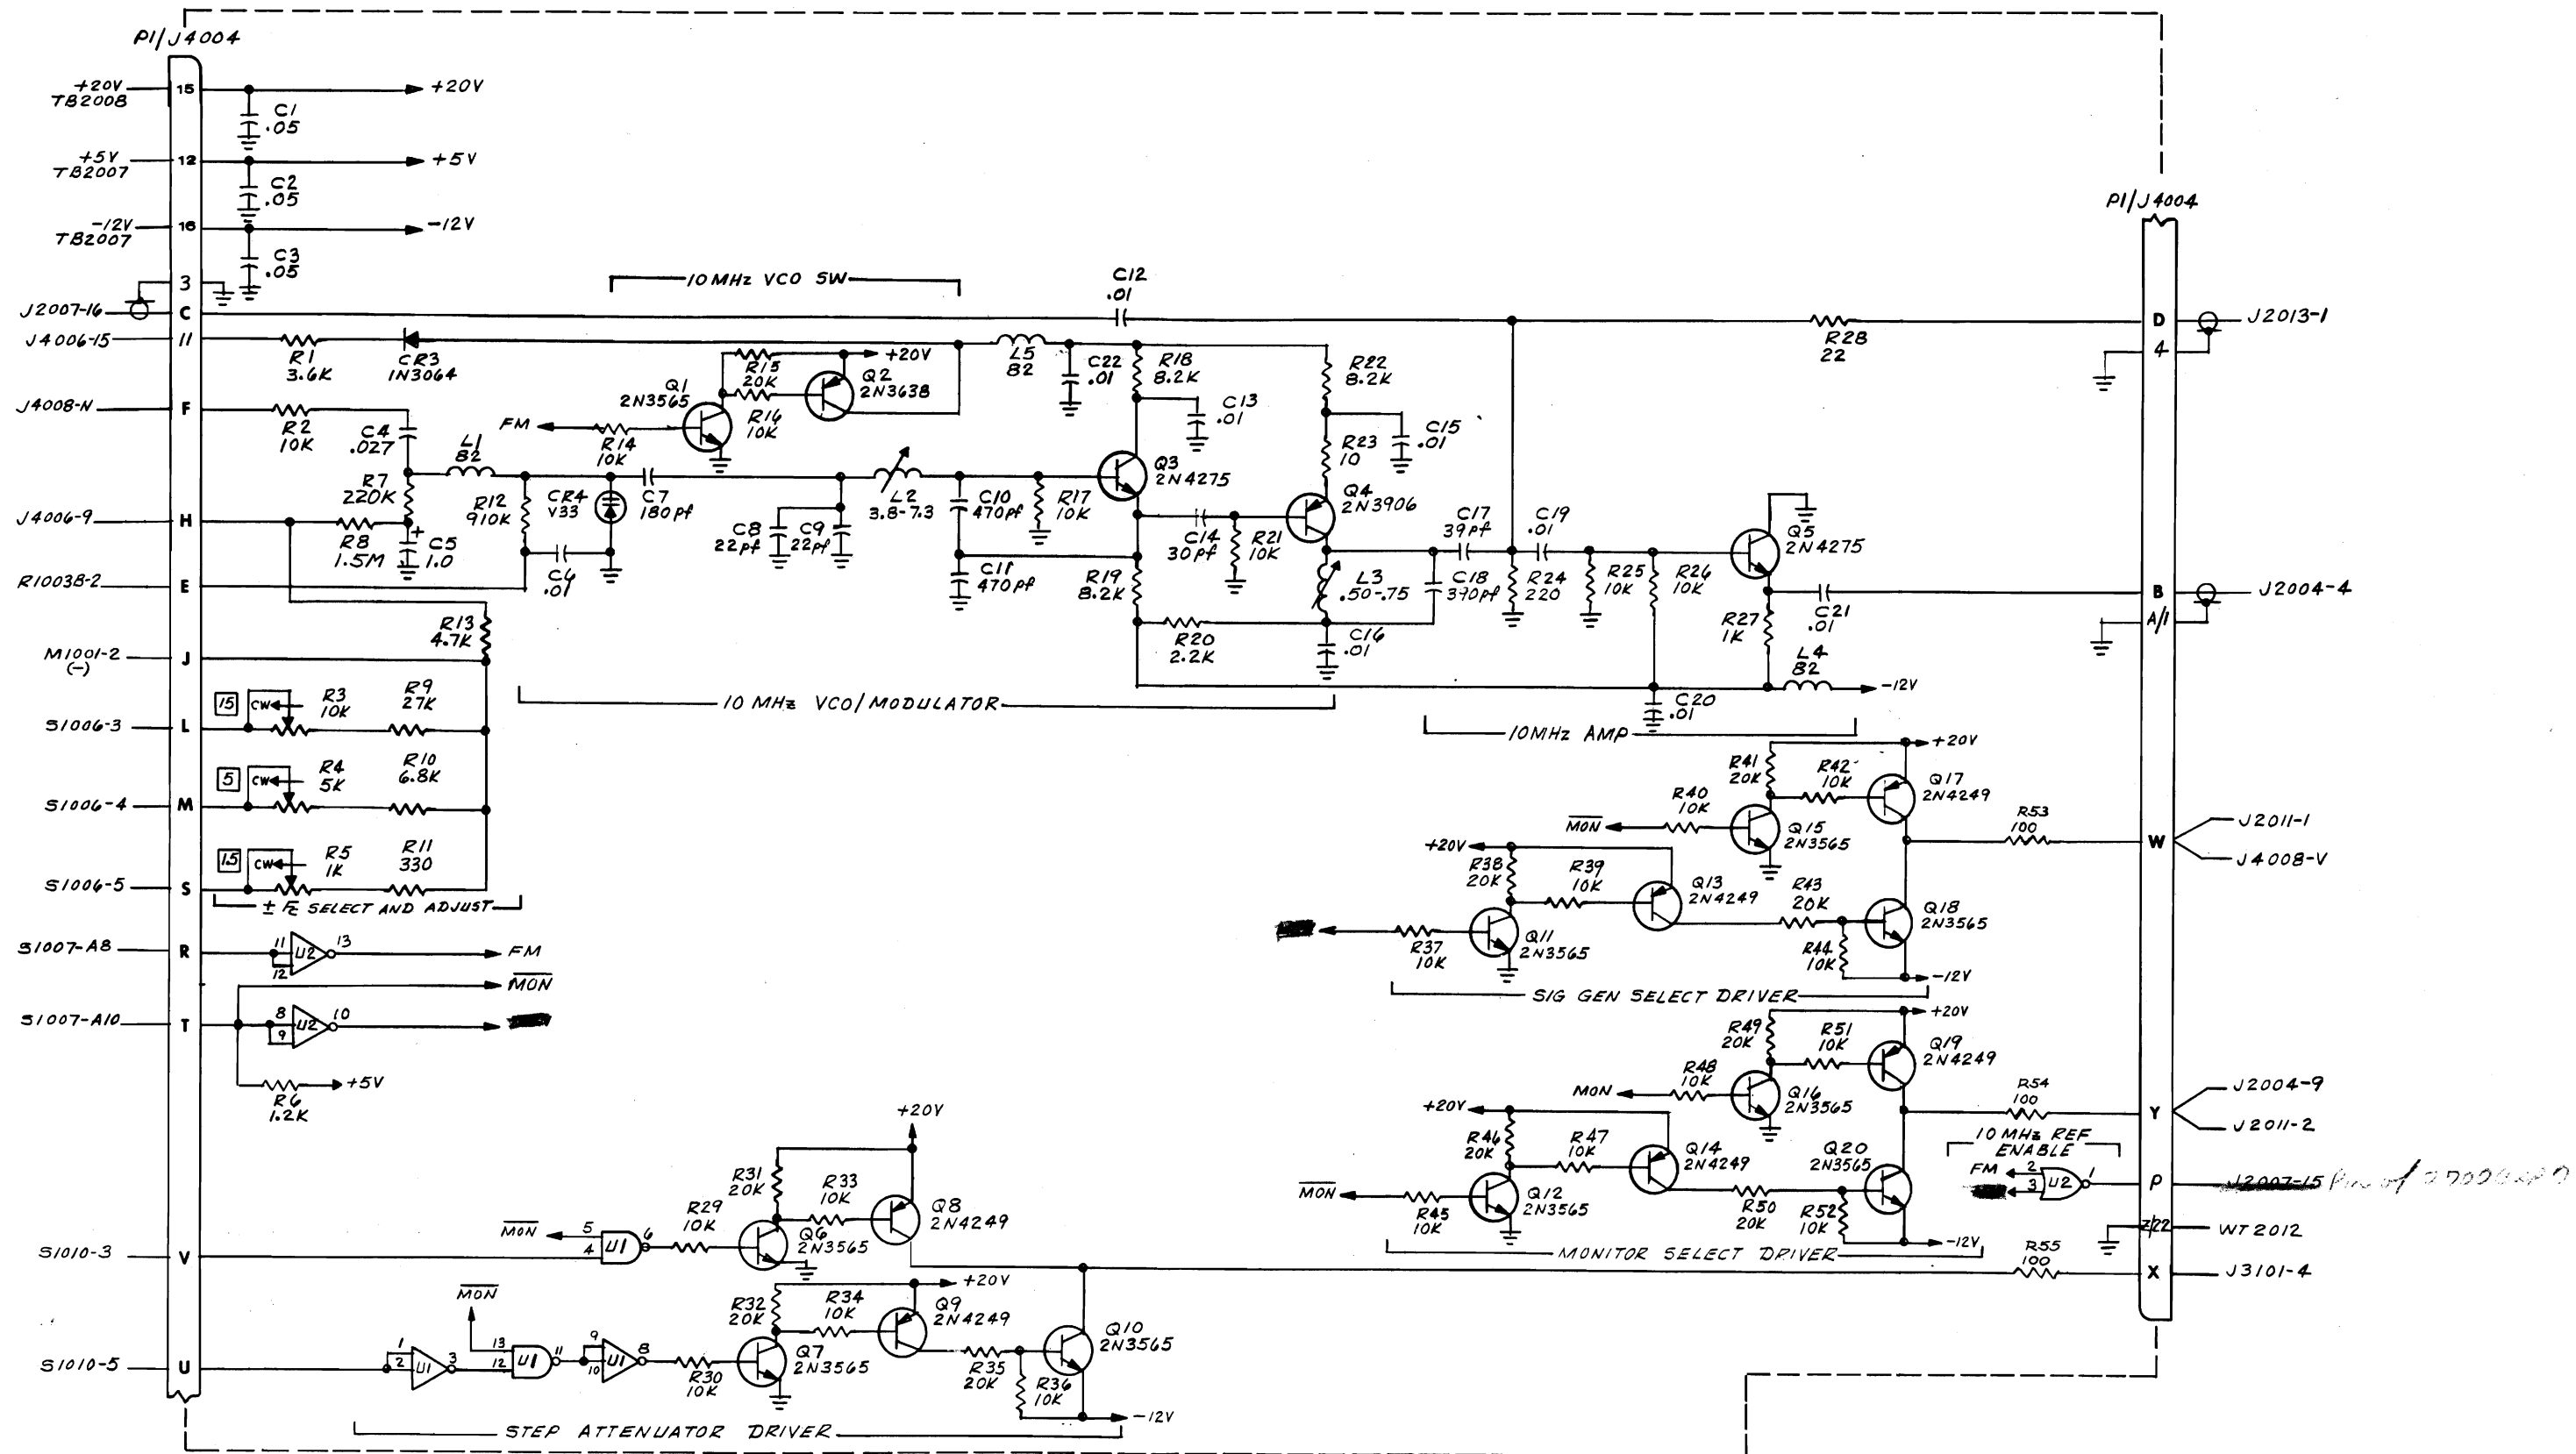 P1/J4004
+20V
TB2008
15
+20V
C1
.05
+5V
TB2007
12
+5V
C2
.05
-12V
TB2007
16
-12V
C3
.05
3
J2007-16
C
10 MHz VCO SW
C12
.01
J4006-15
11
R1
3.6K
CR3
1N3064
L5
82
C22
.01
R18
8.2K
R22
8.2K
R28
22
R15
20K
+20V
Q2
2N3638
Q1
2N3565
R16
10K
FM
R14
10K
C13
.01
C15
.01
R23
10
J4008-N
F
R2
10K
C4
.027
L1
82
R7
220K
R12
910K
CR4
V33
C7
180pf
C8
22pf
C9
22pf
L2
3.8-7.3
C10
470pf
R17
10K
Q3
2N4275
Q4
2N3906
J4006-9
H
R8
1.5M
C5
1.0
+
C14
30pf
R21
10K
C17
39pf
C19
.01
Q5
2N4275
R10038-2
E
C6
.01
C11
470pf
R19
8.2K
L3
.50-.75
C18
390pf
R24
220
R25
10K
R26
10K
C21
.01
R27
1K
R13
4.7K
R20
2.2K
C16
.01
L4
82
-12V
C20
.01
M1001-2
(-)
J
10 MHz VCO/MODULATOR
10MHz AMP
S1006-3
L
15
CW
R3
10K
R9
27K
S1006-4
M
5
CW
R4
5K
R10
6.8K
S1006-5
S
1.5
CW
R5
1K
R11
330
± Fc SELECT AND ADJUST
S1007-A8
R
11
12
U2
13
FM
MON
S1007-A10
T
8
9
U2
10
R6
1.2K
+5V
R41
20K
R42
10K
+20V
Q17
2N4249
R40
10K
MON
Q15
2N3565
R53
100
+20V
R38
20K
R39
10K
Q13
2N4249
R43
20K
Q18
2N3565
R37
10K
Q11
2N3565
R44
10K
-12V
SIG GEN SELECT DRIVER
R49
20K
R51
10K
+20V
Q19
2N4249
R48
10K
MON
Q16
2N3565
R54
100
+20V
R46
20K
R47
10K
Q14
2N4249
Q20
2N3565
MON
R45
10K
Q12
2N3565
R50
20K
R52
10K
-12V
MONITOR SELECT DRIVER
10 MHz REF
ENABLE
FM
2
3
U2
1
R55
100
S1010-3
V
MON
5
4
U1
6
R29
10K
R31
20K
R33
10K
+20V
Q8
2N4249
Q6
2N3565
S1010-5
U
1
2
U1
3
MON
13
12
U1
11
9
10
U1
8
R30
10K
R32
20K
R34
10K
Q7
2N3565
+20V
Q9
2N4249
R35
20K
R36
10K
Q10
2N3565
-12V
STEP ATTENUATOR DRIVER
P1/J4004
D
J2013-1
4
B
J2004-4
A/1
W
J2011-1
J4008-V
Y
J2004-9
J2011-2
P
J2007-15 Pin of
Z/22
WT2012
X
J3101-4